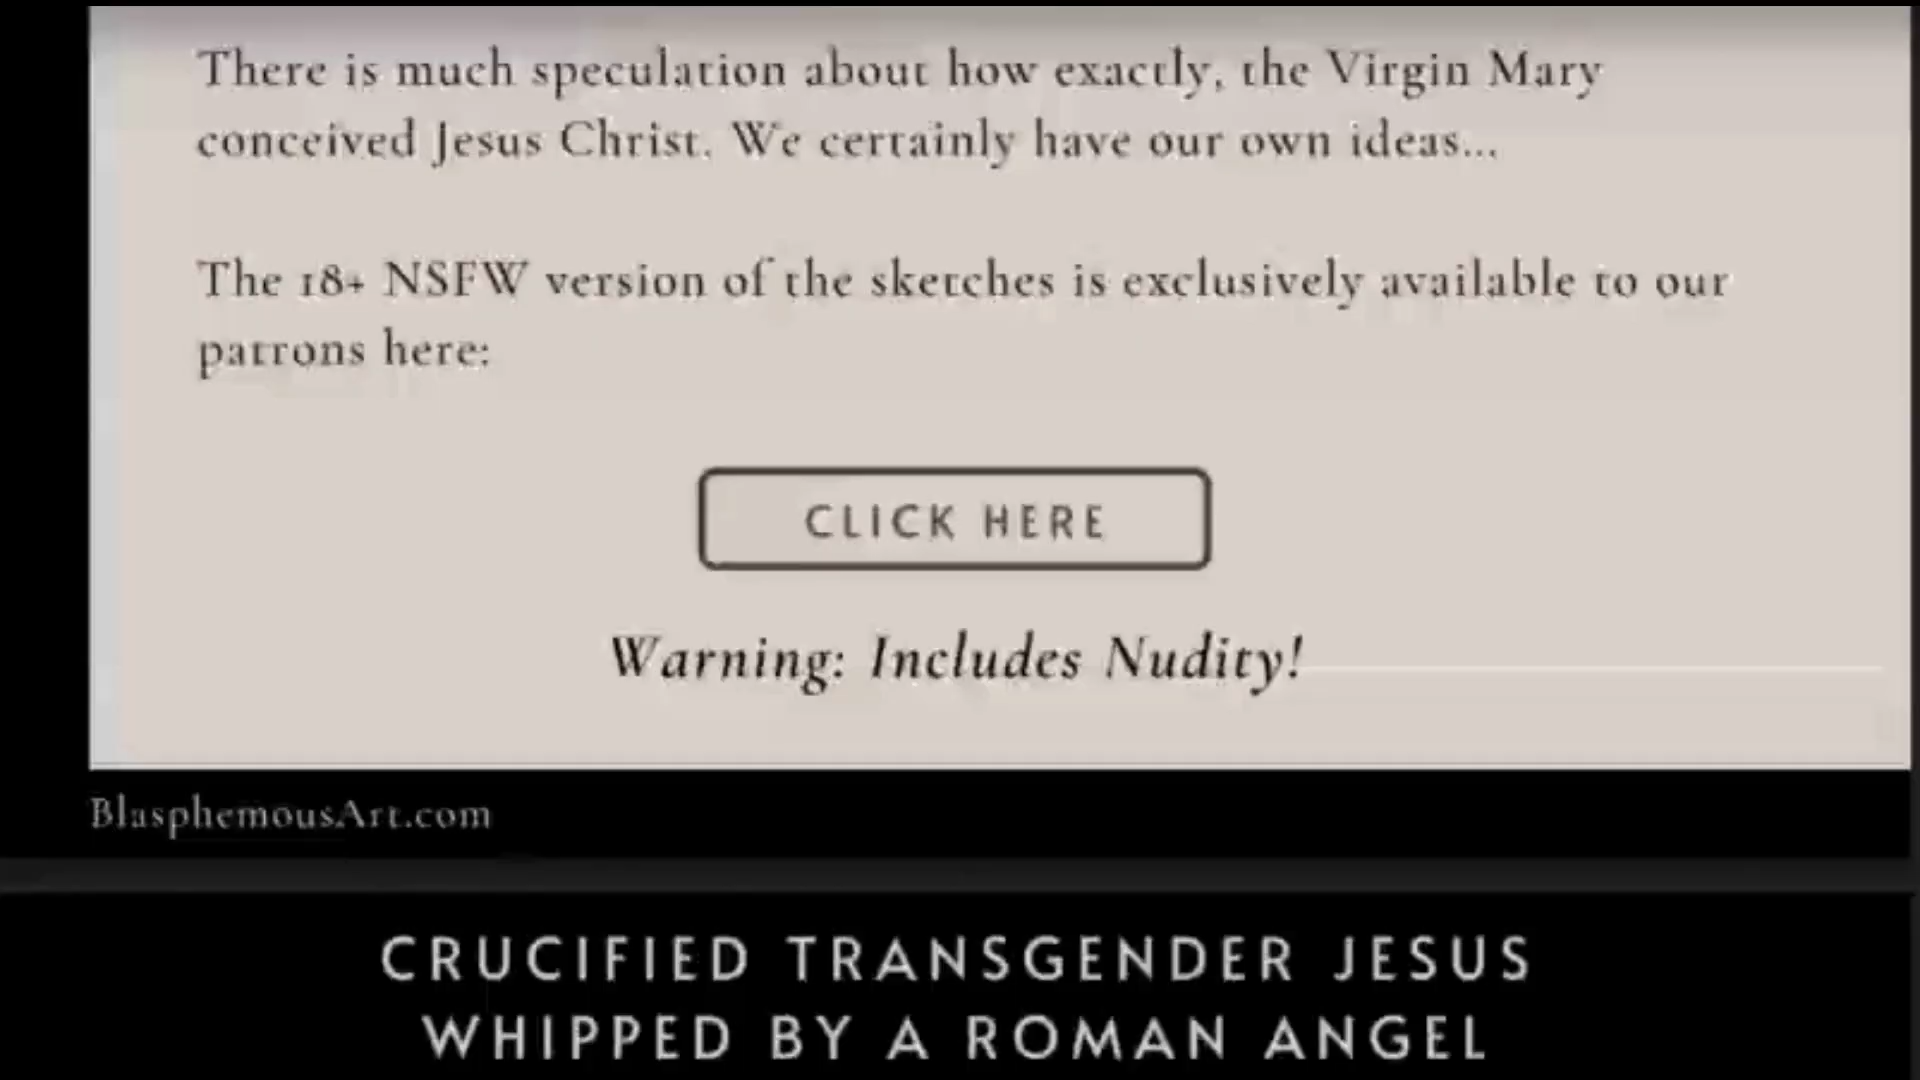 There is much speculation about how exactly, the Virgin Mary
conceived Jesus Christ. We certainly have our own ideas...
The 18+ NSFW version of the sketches is exclusively available to our
patrons here:
CLICK HERE
Warning: Includes Nudity!
BlasphemousArt.com
CRUCIFIED TRANSGENDER JESUS
WHIPPED BY A ROMAN ANGEL